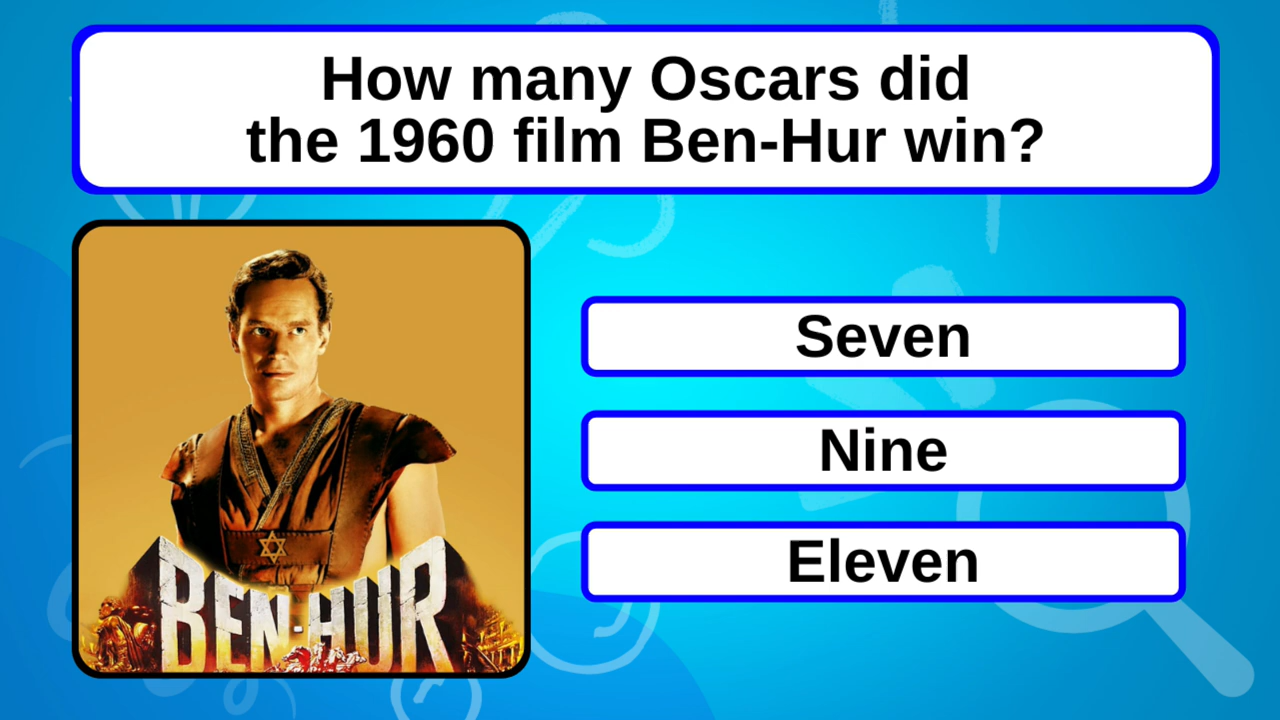 How many Oscars did
the 1960 film Ben-Hur win?
BEN-HUR
Seven
Nine
Eleven